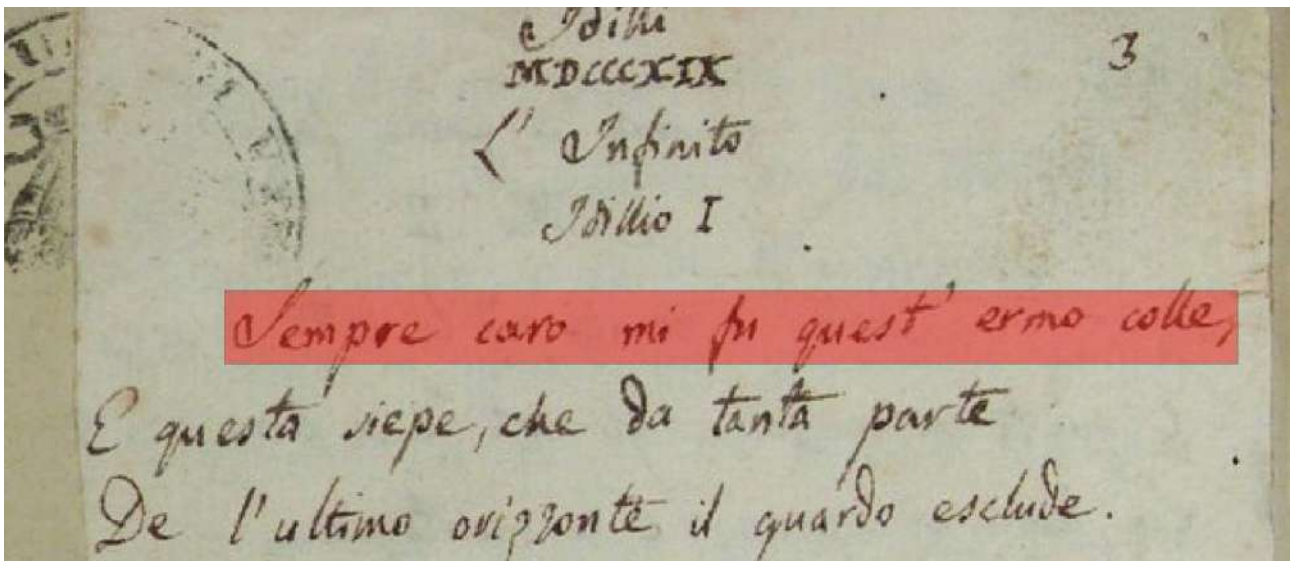 Idilli
MDCCCXIX
3
L' Infinito
Idillio I
Sempre caro mi fu quest' ermo colle,
E questa siepe, che da tanta parte
De l'ultimo orizzonte il guardo esclude.